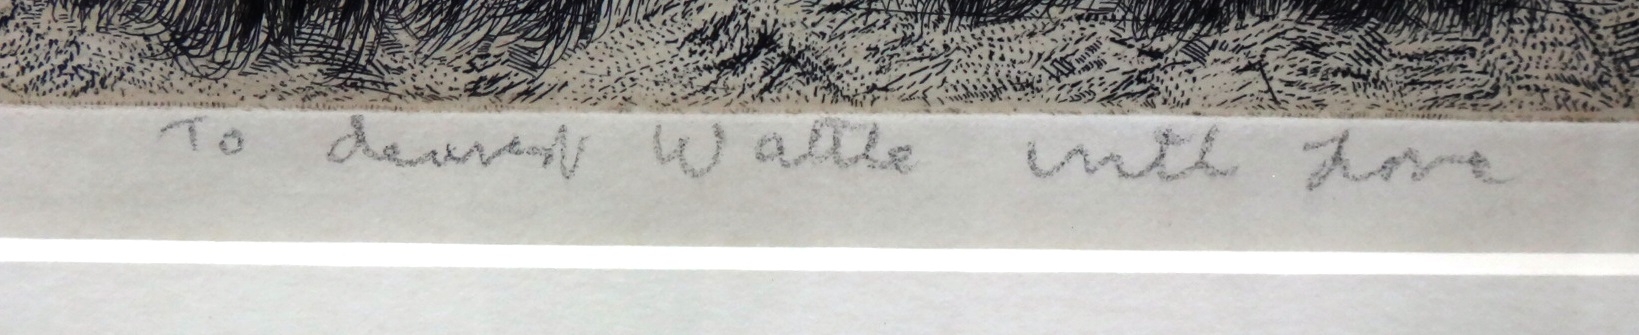 To dearest Wattle with Love